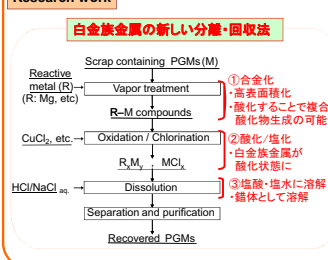 Research work
白金族金属の新しい分離・回収法
Scrap containing PGMs (M)
Reactive
metal (R)
(R: Mg, etc)
Vapor treatment
①合金化
・高表面積化
・酸化することで複合
酸化物生成の可能
R–M compounds
CuCl₂, etc.
Oxidation / Chlorination
②酸化/塩化
・白金族金属が
酸化状態に
RₓMᵧ ・ MClₓ
HCl/NaCl aq.
Dissolution
③塩酸・塩水に溶解
・錯体として溶解
Separation and purification
Recovered PGMs